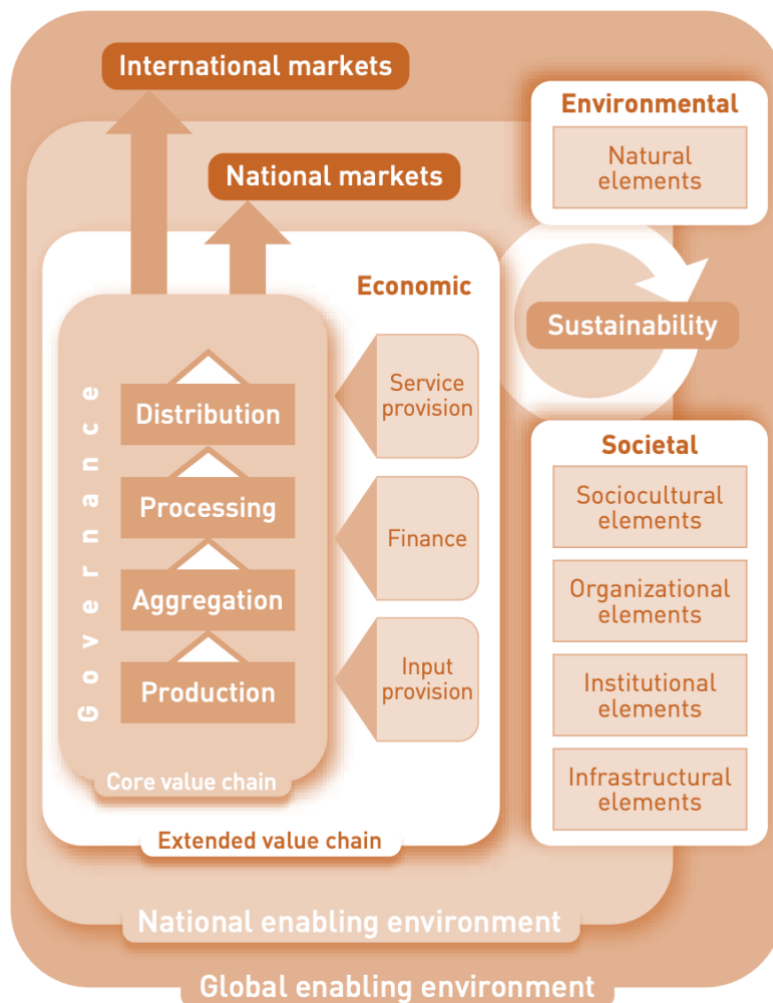 International markets
National markets
Environmental
Natural
elements
Economic
Sustainability
Governance
Distribution
Processing
Aggregation
Production
Core value chain
Service
provision
Finance
Input
provision
Extended value chain
Societal
Sociocultural
elements
Organizational
elements
Institutional
elements
Infrastructural
elements
National enabling environment
Global enabling environment